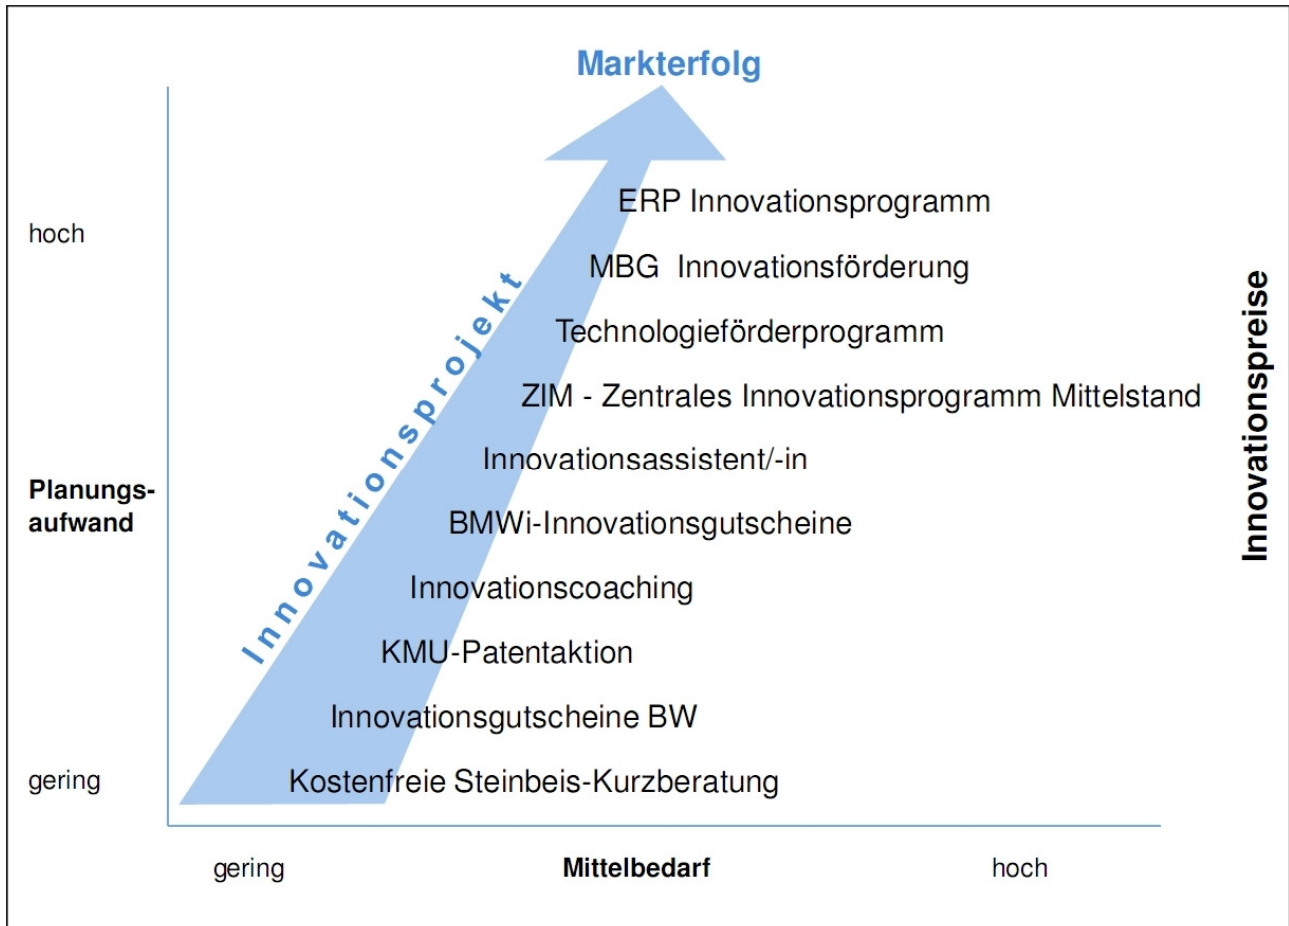 Markterfolg
ERP Innovationsprogramm
hoch
MBG Innovationsförderung
Technologieförderprogramm
ZIM - Zentrales Innovationsprogramm Mittelstand
Innovationsassistent/-in
Planungs-
aufwand
BMWi-Innovationsgutscheine
Innovationscoaching
KMU-Patentaktion
Innovationsgutscheine BW
gering
Kostenfreie Steinbeis-Kurzberatung
Innovationsprojekt
Innovationspreise
gering
Mittelbedarf
hoch